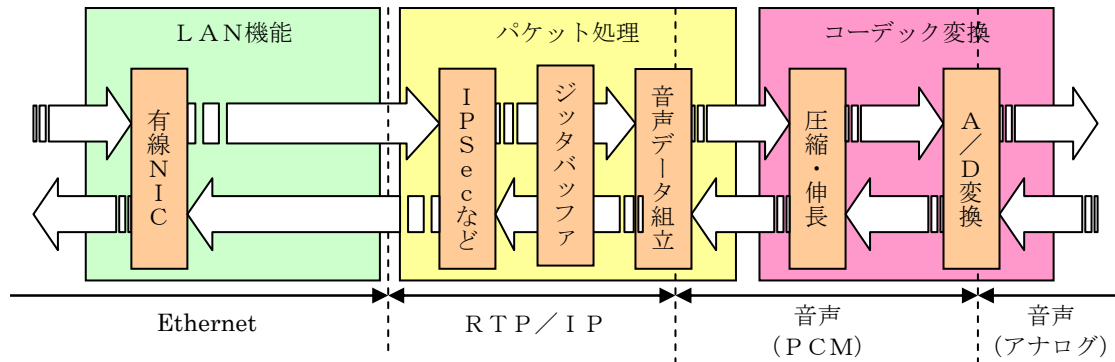 ＬＡＮ機能
パケット処理
コーデック変換
有線ＮＩＣ
ＩＰＳｅｃなど
ジッタバッファ
音声データ組立
圧縮・伸長
Ａ／Ｄ変換
Ethernet
ＲＴＰ／ＩＰ
音声
（ＰＣＭ）
音声
（アナログ）